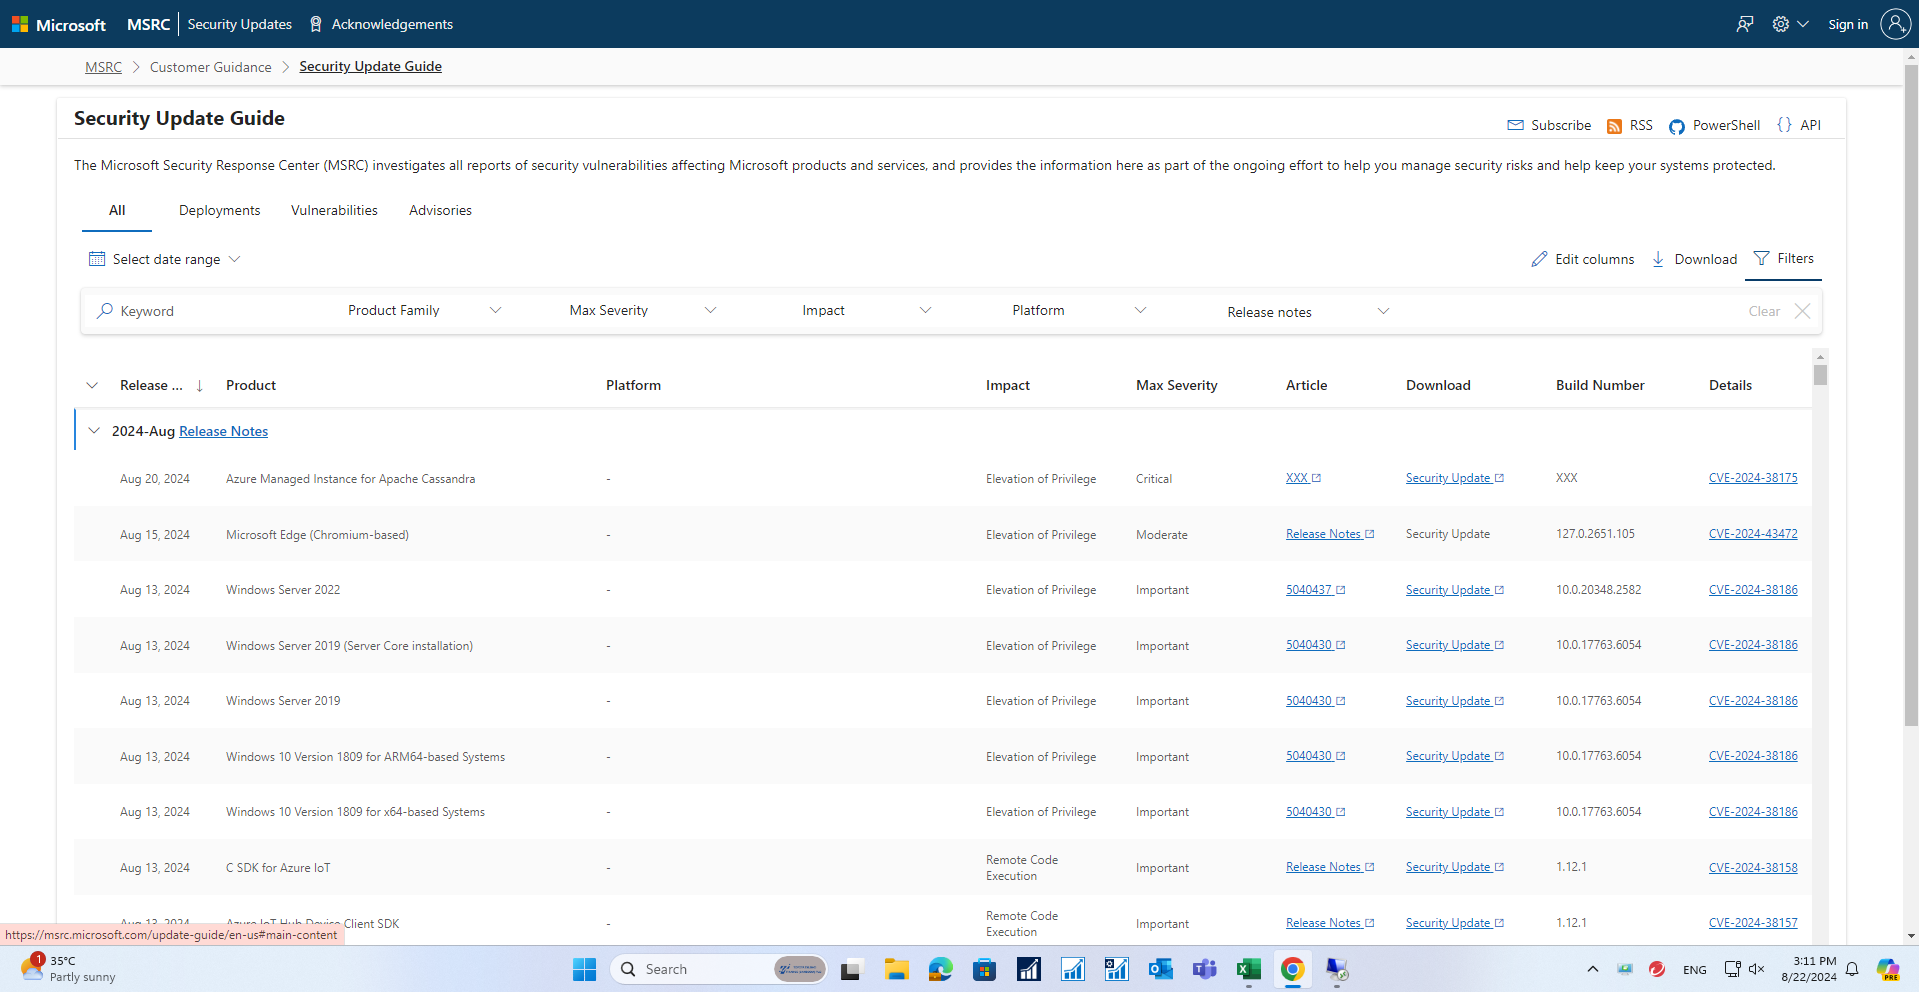 Microsoft MSRC Security Updates Acknowledgements Sign in
MSRC Customer Guidance Security Update Guide
Security Update Guide
Subscribe RSS PowerShell API
The Microsoft Security Response Center (MSRC) investigates all reports of security vulnerabilities affecting Microsoft products and services, and provides the information here as part of the ongoing effort to help you manage security risks and help keep your systems protected.
All Deployments Vulnerabilities Advisories
Select date range Edit columns Download Filters
Keyword Product Family Max Severity Impact Platform Release notes Clear
Release ... Product Platform Impact Max Severity Article Download Build Number Details
2024-Aug Release Notes
Aug 20, 2024 Azure Managed Instance for Apache Cassandra - Elevation of Privilege Critical XXX Security Update XXX CVE-2024-38175
Aug 15, 2024 Microsoft Edge (Chromium-based) - Elevation of Privilege Moderate Release Notes Security Update 127.0.2651.105 CVE-2024-43472
Aug 13, 2024 Windows Server 2022 - Elevation of Privilege Important 5040437 Security Update 10.0.20348.2582 CVE-2024-38186
Aug 13, 2024 Windows Server 2019 (Server Core installation) - Elevation of Privilege Important 5040430 Security Update 10.0.17763.6054 CVE-2024-38186
Aug 13, 2024 Windows Server 2019 - Elevation of Privilege Important 5040430 Security Update 10.0.17763.6054 CVE-2024-38186
Aug 13, 2024 Windows 10 Version 1809 for ARM64-based Systems - Elevation of Privilege Important 5040430 Security Update 10.0.17763.6054 CVE-2024-38186
Aug 13, 2024 Windows 10 Version 1809 for x64-based Systems - Elevation of Privilege Important 5040430 Security Update 10.0.17763.6054 CVE-2024-38186
Aug 13, 2024 C SDK for Azure IoT - Remote Code Execution Important Release Notes Security Update 1.12.1 CVE-2024-38158
Aug 13, 2024 Azure IoT Hub Device Client SDK - Remote Code Execution Important Release Notes Security Update 1.12.1 CVE-2024-38157
https://msrc.microsoft.com/update-guide/en-us#main-content
1 35°C
Partly sunny
Search
ENG
3:11 PM
8/22/2024
PRE